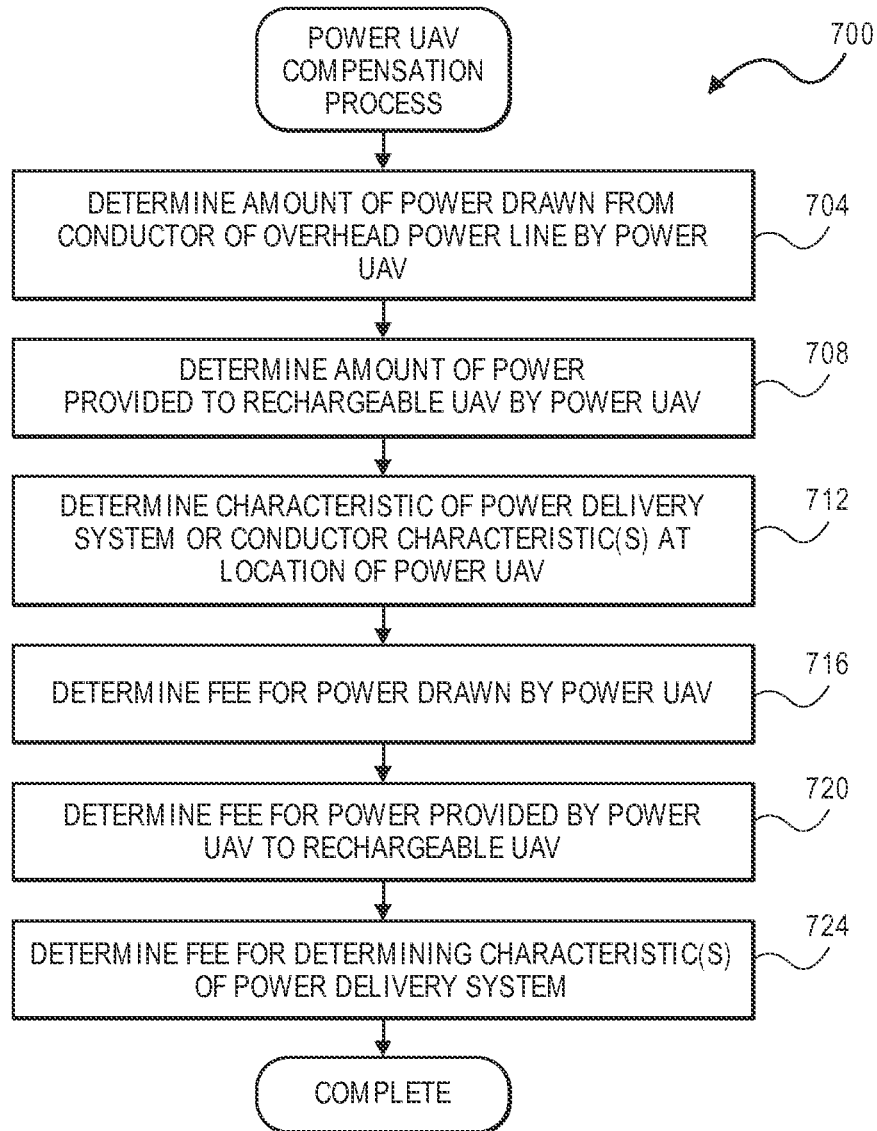 POWER UAV
COMPENSATION
PROCESS
700
DETERMINE AMOUNT OF POWER DRAWN FROM
CONDUCTOR OF OVERHEAD POWER LINE BY POWER
UAV
704
DETERMINE AMOUNT OF POWER
PROVIDED TO RECHARGEABLE UAV BY POWER UAV
708
DETERMINE CHARACTERISTIC OF POWER DELIVERY
SYSTEM OR CONDUCTOR CHARACTERISTIC(S) AT
LOCATION OF POWER UAV
712
DETERMINE FEE FOR POWER DRAWN BY POWER UAV
716
DETERMINE FEE FOR POWER PROVIDED BY POWER
UAV TO RECHARGEABLE UAV
720
DETERMINE FEE FOR DETERMINING CHARACTERISTIC(S)
OF POWER DELIVERY SYSTEM
724
COMPLETE